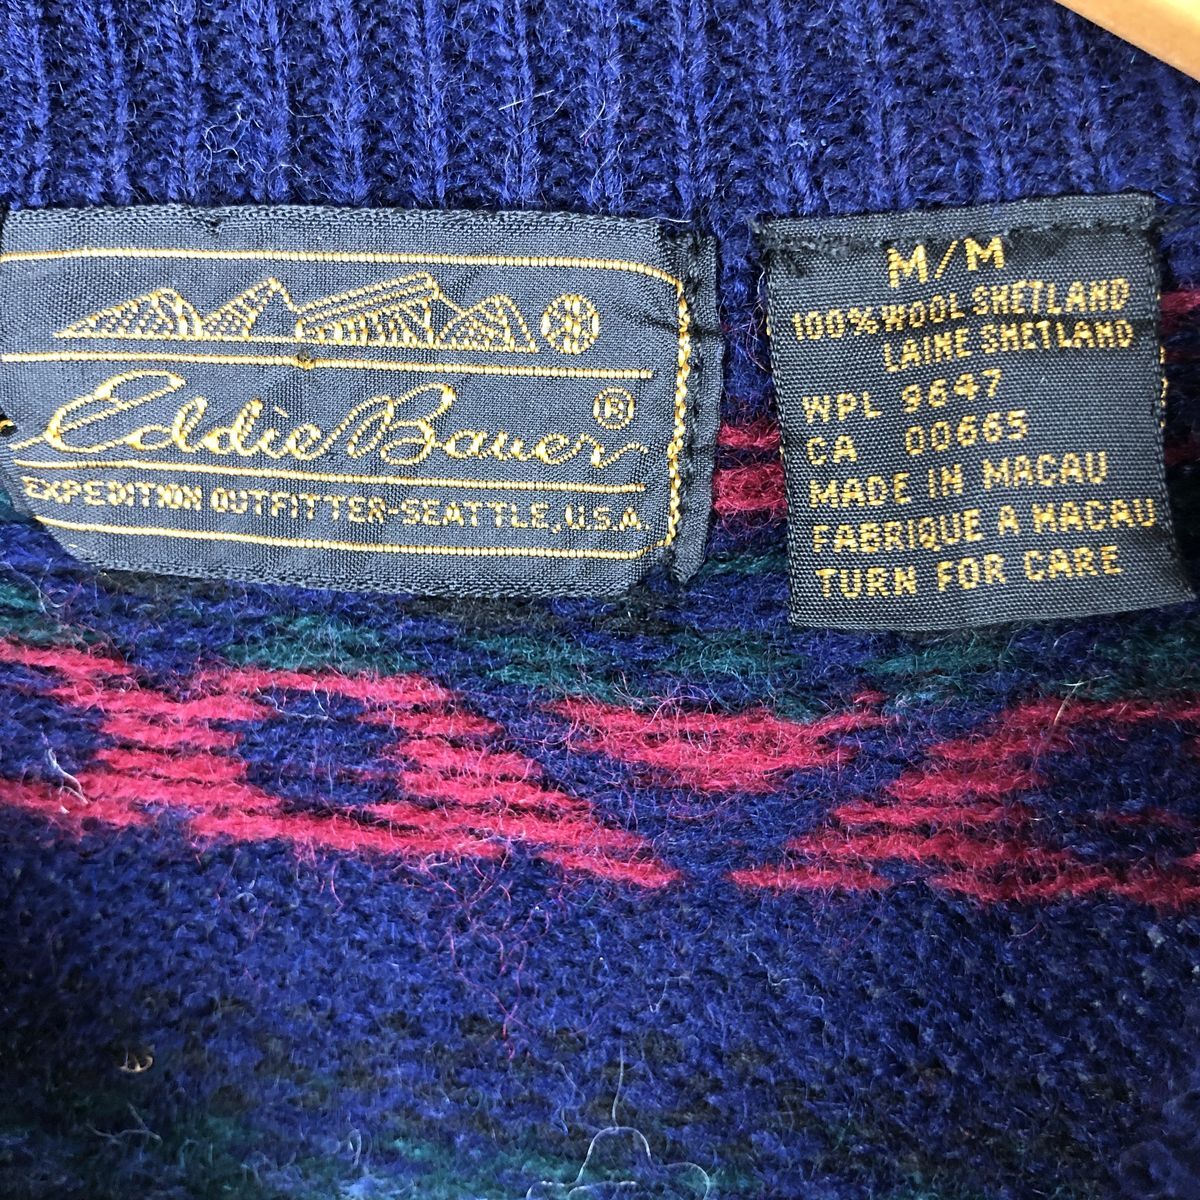 Eddie Bauer ®
EXPEDITION OUTFITTER-SEATTLE, U.S.A.
M/M
100% WOOL SHETLAND
LAINE SHETLAND
WPL 9647
CA 00665
MADE IN MACAU
FABRIQUE A MACAU
TURN FOR CARE